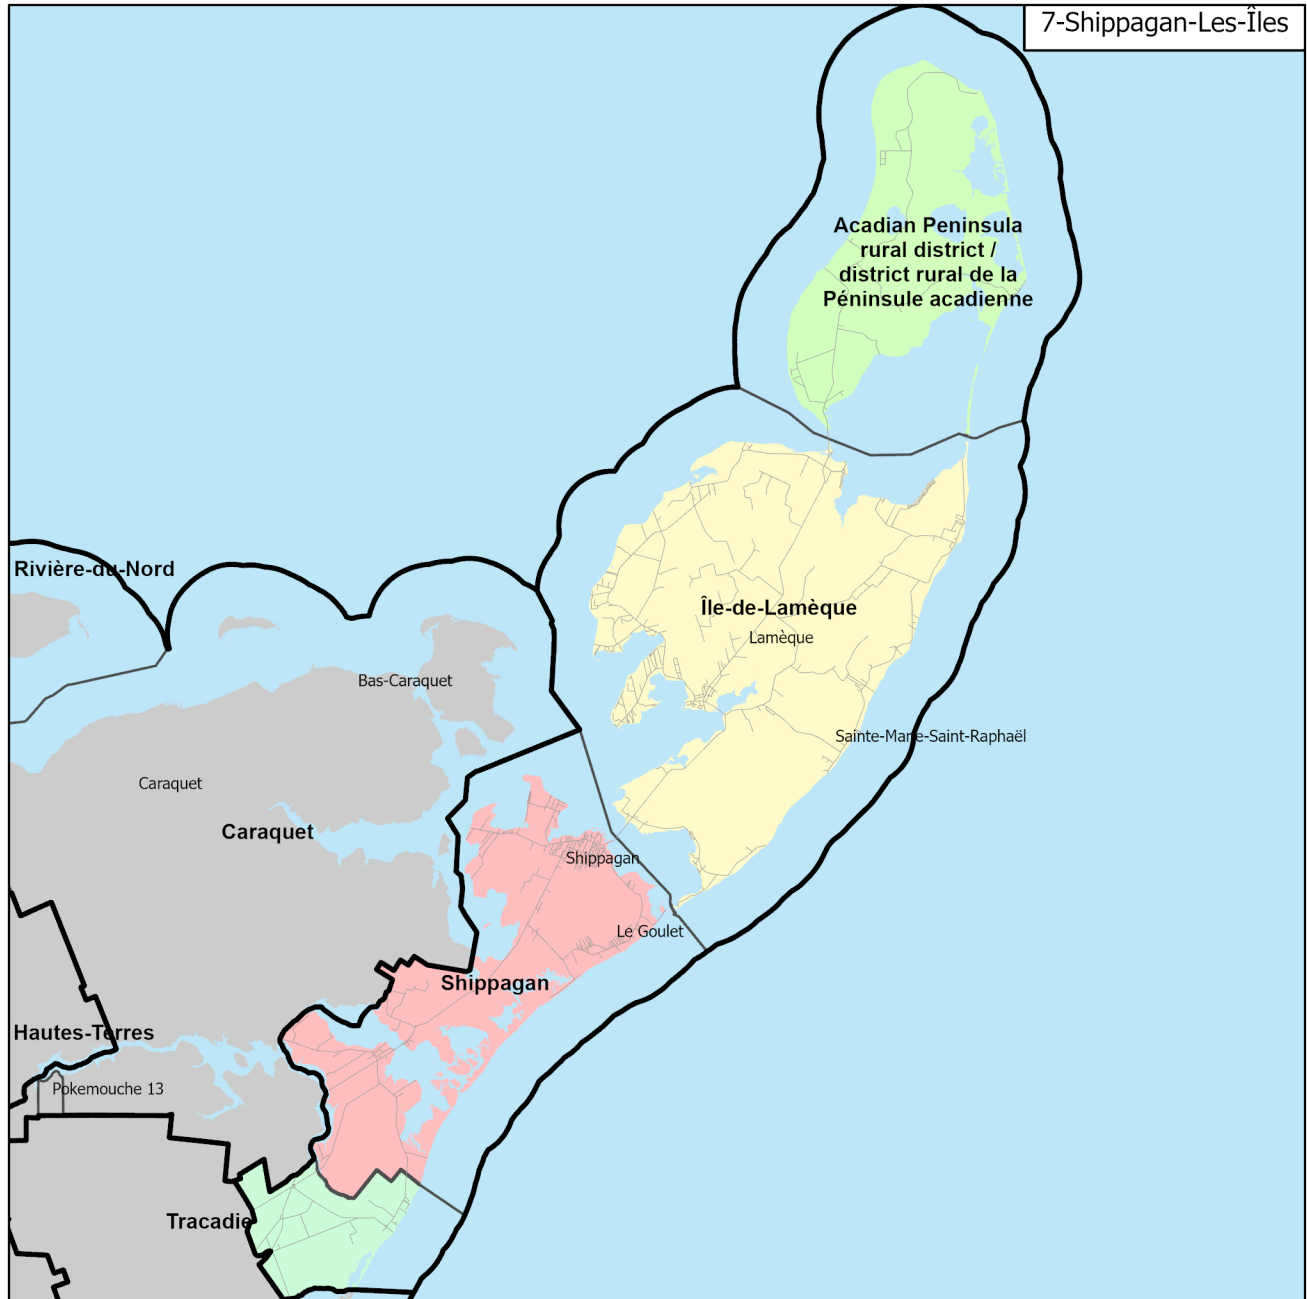 7-Shippagan-Les-Îles
Acadian Peninsula
rural district /
district rural de la
Péninsule acadienne
Rivière-du-Nord
Île-de-Lamèque
Lamèque
Bas-Caraquet
Sainte-Marie-Saint-Raphaël
Caraquet
Caraquet
Shippagan
Le Goulet
Shippagan
Hautes-Terres
Pokemouche 13
Tracadie